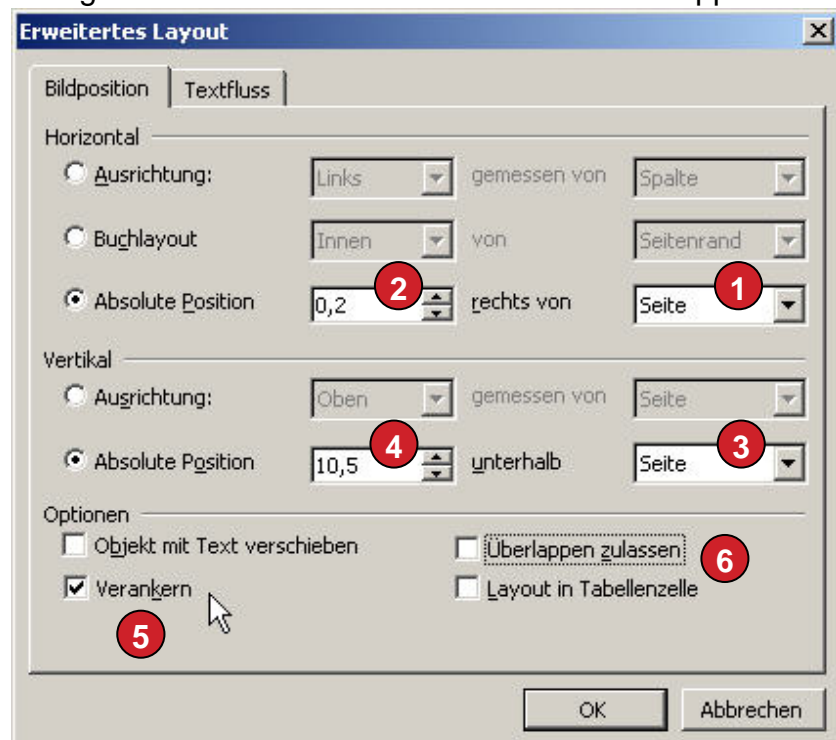 Erweitertes Layout
Bildposition Textfluss
Horizontal
Ausrichtung: Links gemessen von Spalte
Buchlayout Innen von Seitenrand
Absolute Position 0,2 2 rechts von Seite 1
Vertikal
Ausrichtung: Oben gemessen von Seite
Absolute Position 10,5 4 unterhalb Seite 3
Optionen
Objekt mit Text verschieben Überlappen zulassen 6
Verankern Layout in Tabellenzelle
5
OK Abbrechen